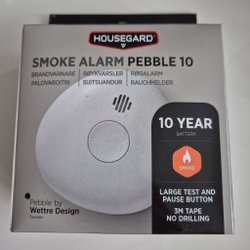 HOUSEGARD
SMOKE ALARM PEBBLE 10
BRANDVARNARE | RØYKVARSLER | RØGALARM
PALOVAROITIN | SUITSUANDUR | RAUCHMELDER
10 YEAR
BATTERY
SMOKE
LARGE TEST AND
PAUSE BUTTON
3M TAPE
NO DRILLING
Pebble by
Wettre Design
Sweden